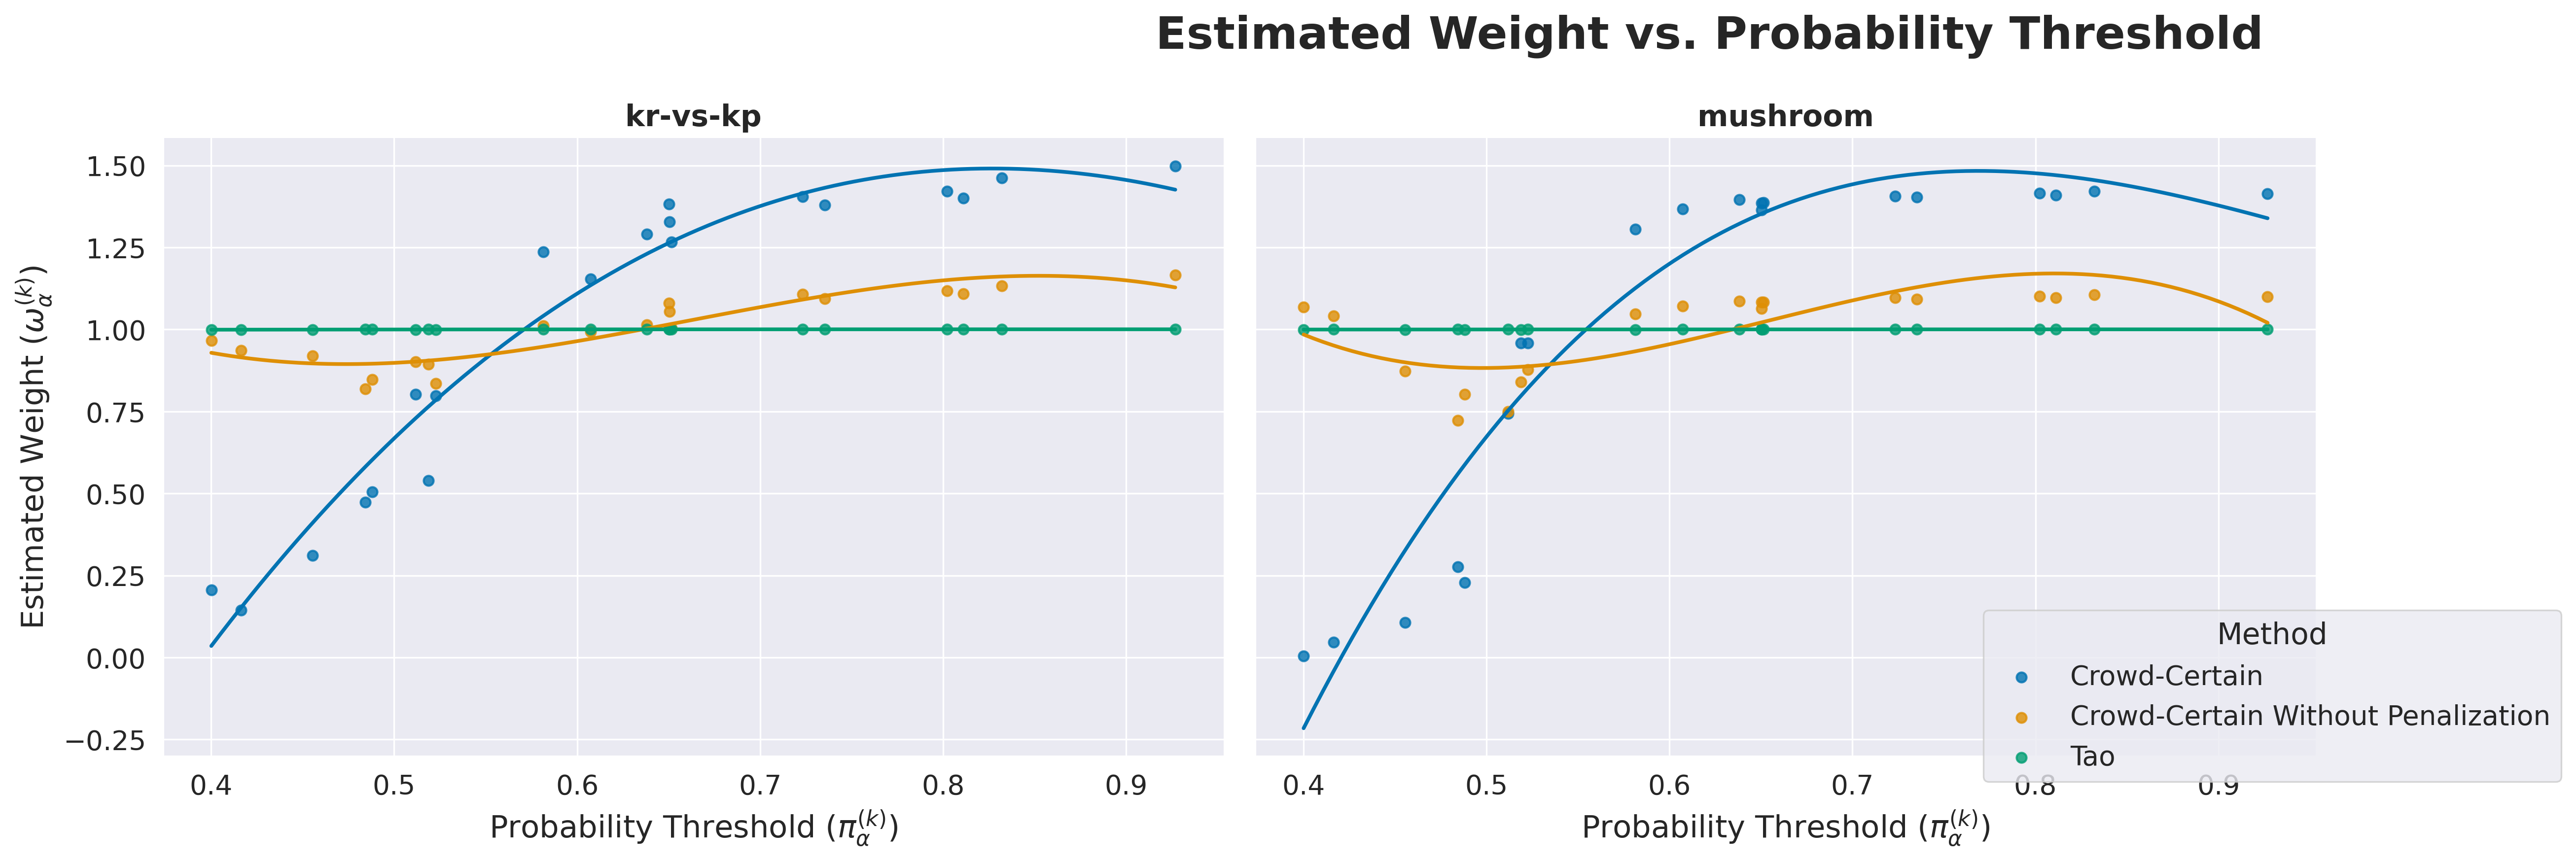 Estimated Weight vs. Probability Threshold
kr-vs-kp
mushroom
Estimated Weight (ω_α^(k))
1.50
1.25
1.00
0.75
0.50
0.25
0.00
−0.25
0.4 0.5 0.6 0.7 0.8 0.9
0.4 0.5 0.6 0.7 0.8 0.9
Probability Threshold (π_α^(k))
Probability Threshold (π_α^(k))
Method
Crowd-Certain
Crowd-Certain Without Penalization
Tao